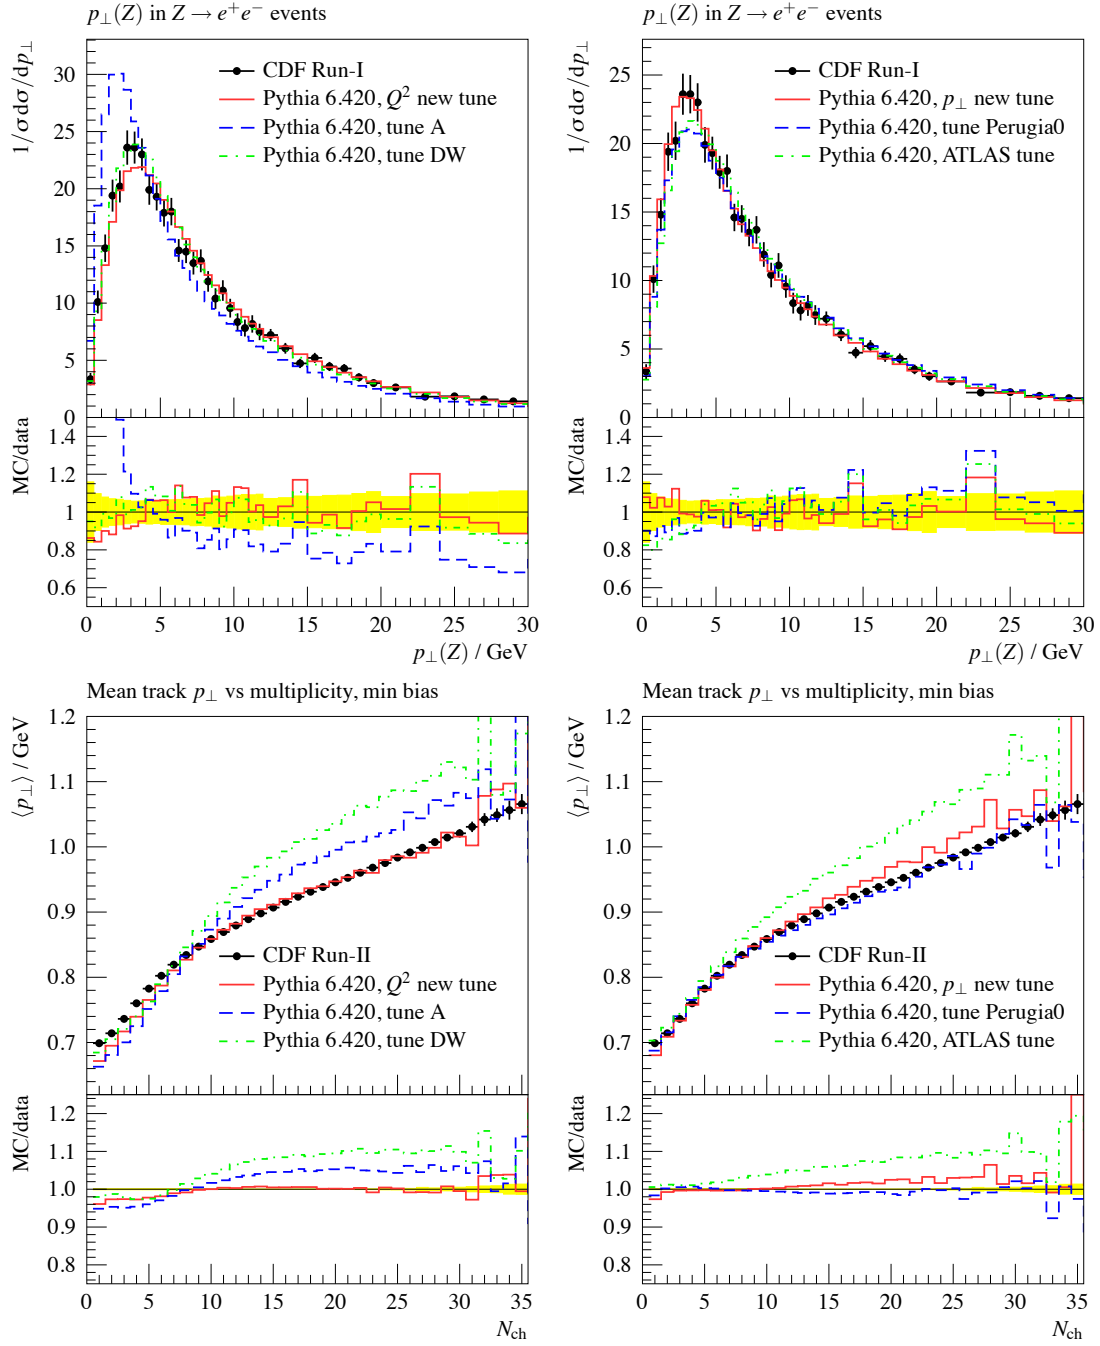 p⊥(Z) in Z → e⁺e⁻ events
1/σ dσ/dp⊥
30
25
20
15
10
5
0
CDF Run-I
Pythia 6.420, Q² new tune
Pythia 6.420, tune A
Pythia 6.420, tune DW
MC/data
1.4
1.2
1
0.8
0.6
0 5 10 15 20 25 30
p⊥(Z) / GeV
p⊥(Z) in Z → e⁺e⁻ events
1/σ dσ/dp⊥
25
20
15
10
5
0
CDF Run-I
Pythia 6.420, p⊥ new tune
Pythia 6.420, tune Perugia0
Pythia 6.420, ATLAS tune
MC/data
1.4
1.2
1
0.8
0.6
0 5 10 15 20 25 30
p⊥(Z) / GeV
Mean track p⊥ vs multiplicity, min bias
⟨p⊥⟩ / GeV
1.2
1.1
1.0
0.9
0.8
0.7
CDF Run-II
Pythia 6.420, Q² new tune
Pythia 6.420, tune A
Pythia 6.420, tune DW
MC/data
1.2
1.1
1.0
0.9
0.8
0 5 10 15 20 25 30 35
Nch
Mean track p⊥ vs multiplicity, min bias
⟨p⊥⟩ / GeV
1.2
1.1
1.0
0.9
0.8
0.7
CDF Run-II
Pythia 6.420, p⊥ new tune
Pythia 6.420, tune Perugia0
Pythia 6.420, ATLAS tune
MC/data
1.2
1.1
1.0
0.9
0.8
0 5 10 15 20 25 30 35
Nch